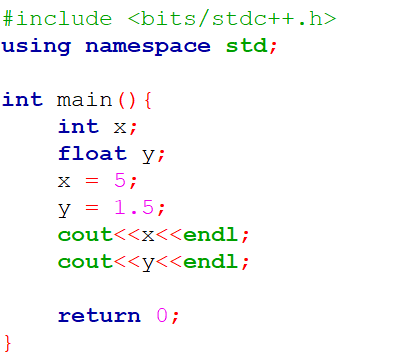 #include <bits/stdc++.h>
using namespace std;

int main(){
    int x;
    float y;
    x = 5;
    y = 1.5;
    cout<<x<<endl;
    cout<<y<<endl;

    return 0;
}